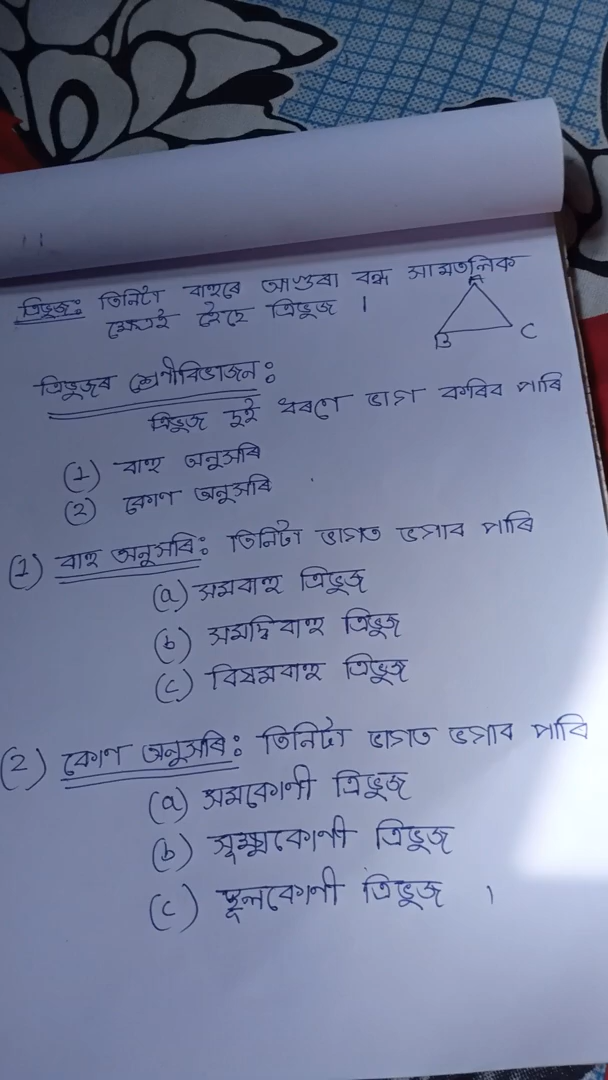 ত্ৰিভুজ: তিনিটা বাহুৰে আগুৰা বদ্ধ সামতলিক
ক্ষেত্ৰই হৈছে ত্ৰিভুজ ।
A
B
C
ত্ৰিভুজৰ শ্ৰেণীবিভাজন:
ত্ৰিভুজ দুই ধৰণে ভাগ কৰিব পাৰি
(1) বাহু অনুসৰি
(2) কোণ অনুসৰি
(1) বাহু অনুসৰি: তিনিটা ভাগত ভগাব পাৰি
(a) সমবাহু ত্ৰিভুজ
(b) সমদ্বিবাহু ত্ৰিভুজ
(c) বিষমবাহু ত্ৰিভুজ
(2) কোণ অনুসৰি: তিনিটা ভাগত ভগাব পাৰি
(a) সমকোণী ত্ৰিভুজ
(b) সূক্ষ্মকোণী ত্ৰিভুজ
(c) স্থূলকোণী ত্ৰিভুজ ।